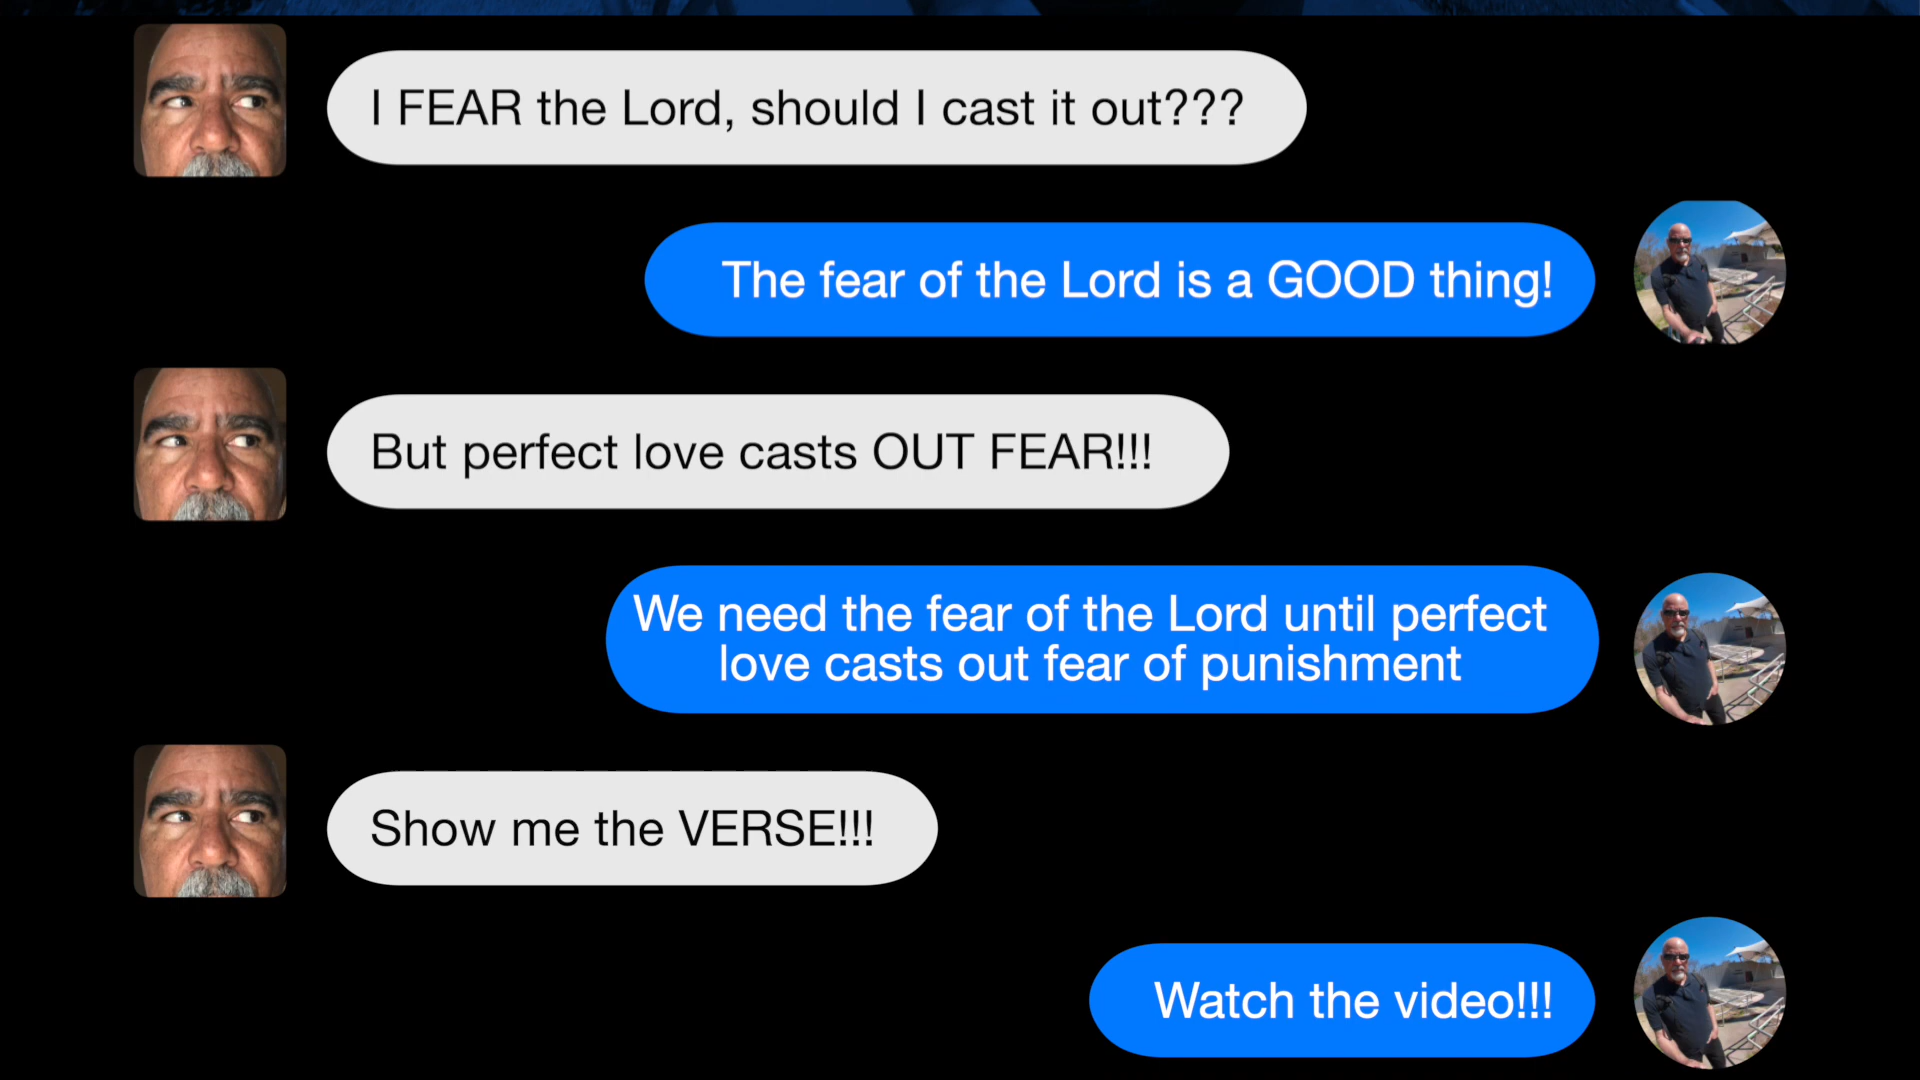 I FEAR the Lord, should I cast it out???
The fear of the Lord is a GOOD thing!
But perfect love casts OUT FEAR!!!
We need the fear of the Lord until perfect
love casts out fear of punishment
Show me the VERSE!!!
Watch the video!!!